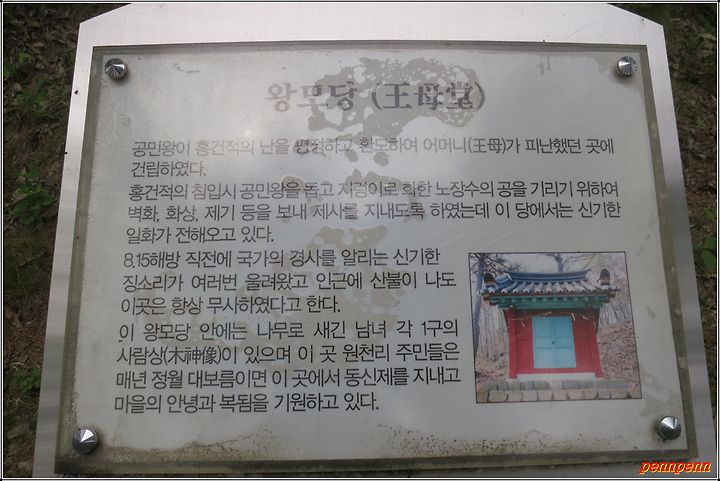 왕모당 (王母堂)
공민왕이 홍건적의 난을 평정하고 환도하여 어머니(王母)가 피난했던 곳에
건립하였다.
홍건적의 침입시 공민왕을 돕고 지렁이로 화한 노장수의 공을 기리기 위하여
벽화, 화상, 제기 등을 보내 제사를 지내도록 하였는데 이 당에서는 신기한
일화가 전해오고 있다.
8.15해방 직전에 국가의 경사를 알리는 신기한
징소리가 여러번 울려왔고 인근에 산불이 나도
이곳은 항상 무사하였다고 한다.
이 왕모당 안에는 나무로 새긴 남녀 각 1구의
사람상(木神像)이 있으며 이 곳 원천리 주민들은
매년 정월 대보름이면 이 곳에서 동신제를 지내고
마을의 안녕과 복됨을 기원하고 있다.
pennpenn